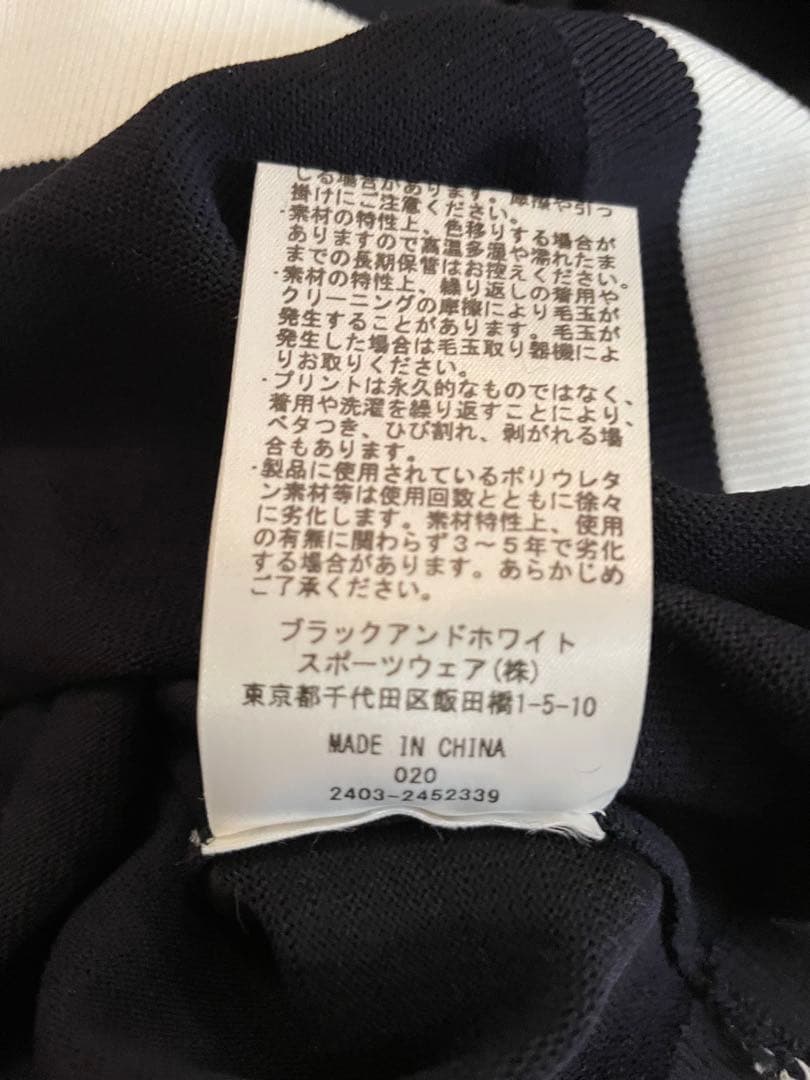 じる場合があります。摩擦や引っ
掛けにご注意ください。
・素材の特性上、色移りする場合が
ありますので高温多湿や濡れたま
までの長期保管はお控えください。
・素材の特性上、繰り返しの着用や
クリーニングの摩擦により毛玉が
発生することがあります。毛玉が
発生した場合は毛玉取り器機によ
りお取りください。
・プリントは永久的なものではなく、
着用や洗濯を繰り返すことにより、
ベタつき、ひび割れ、剥がれる場
合もあります。
・製品に使用されているポリウレタ
ン素材等は使用回数とともに徐々
に劣化します。素材特性上、使用
の有無に関わらず3～5年で劣化
する場合があります。あらかじめ
ご了承ください。
ブラックアンドホワイト
スポーツウェア(株)
東京都千代田区飯田橋1-5-10
MADE IN CHINA
020
2403-2452339